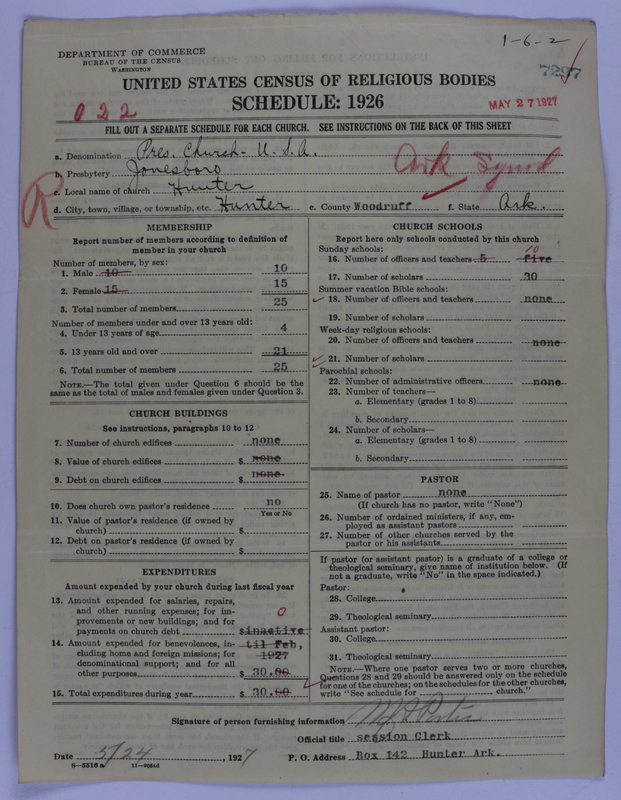 1-6-2
DEPARTMENT OF COMMERCE
BUREAU OF THE CENSUS
WASHINGTON
7297
UNITED STATES CENSUS OF RELIGIOUS BODIES
SCHEDULE: 1926
022
MAY 27 1927
FILL OUT A SEPARATE SCHEDULE FOR EACH CHURCH. SEE INSTRUCTIONS ON THE BACK OF THIS SHEET
a. Denomination Pres. Church - U.S.A.
b. Presbytery Jonesboro
Ark Synod
c. Local name of church Hunter
R
d. City, town, village, or township, etc. Hunter e. County Woodruff f. State Ark.
MEMBERSHIP
Report number of members according to definition of
member in your church
Number of members, by sex:
1. Male 10 10
2. Female 15 15
3. Total number of members 25
Number of members under and over 13 years old:
4. Under 13 years of age 4
5. 13 years old and over 21
6. Total number of members 25
NOTE.—The total given under Question 6 should be the
same as the total of males and females given under Question 3.
CHURCH BUILDINGS
See instructions, paragraphs 10 to 12
7. Number of church edifices none
8. Value of church edifices $ none
9. Debt on church edifices $ none
10. Does church own pastor's residence no
Yes or No
11. Value of pastor's residence (if owned by
church) $
12. Debt on pastor's residence (if owned by
church) $
EXPENDITURES
Amount expended by your church during last fiscal year
13. Amount expended for salaries, repairs,
and other running expenses; for im-
provements or new buildings; and for
payments on church debt $ inactive 0
14. Amount expended for benevolences, in-
cluding home and foreign missions; for
denominational support; and for all
other purposes $ 30.00
til Feb,
1927
15. Total expenditures during year $ 30.00
CHURCH SCHOOLS
Report here only schools conducted by this church
Sunday schools:
16. Number of officers and teachers 5 five 10
17. Number of scholars 30
Summer vacation Bible schools:
18. Number of officers and teachers none
19. Number of scholars
Week-day religious schools:
20. Number of officers and teachers none
21. Number of scholars
Parochial schools:
22. Number of administrative officers none
23. Number of teachers—
a. Elementary (grades 1 to 8)
b. Secondary
24. Number of scholars—
a. Elementary (grades 1 to 8)
b. Secondary
PASTOR
25. Name of pastor none
(If church has no pastor, write "None")
26. Number of ordained ministers, if any, em-
ployed as assistant pastors
27. Number of other churches served by the
pastor or his assistants
If pastor (or assistant pastor) is a graduate of a college or
theological seminary, give name of institution below. (If
not a graduate, write "No" in the space indicated.)
Pastor:
28. College
29. Theological seminary
Assistant pastor:
30. College
31. Theological seminary
NOTE.—Where one pastor serves two or more churches,
Questions 28 and 29 should be answered only on the schedule
for one of the churches; on the schedules for the other churches,
write "See schedule for church."
Signature of person furnishing information
Official title session Clerk
Date 5/24, 1927 P. O. Address Box 142 Hunter Ark.